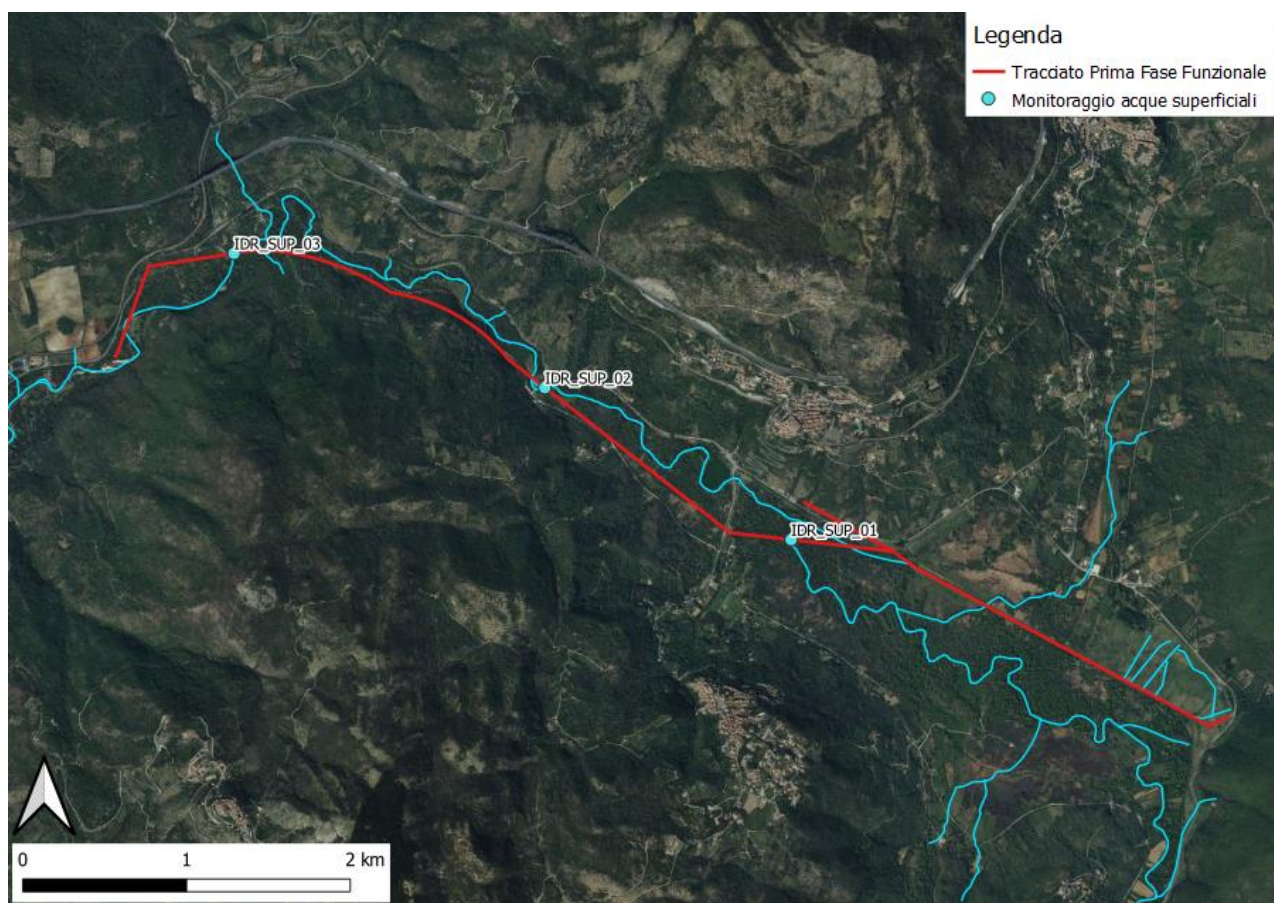 Legenda
Tracciato Prima Fase Funzionale
Monitoraggio acque superficiali
IDR_SUP_03
IDR_SUP_02
IDR_SUP_01
0 1 2 km